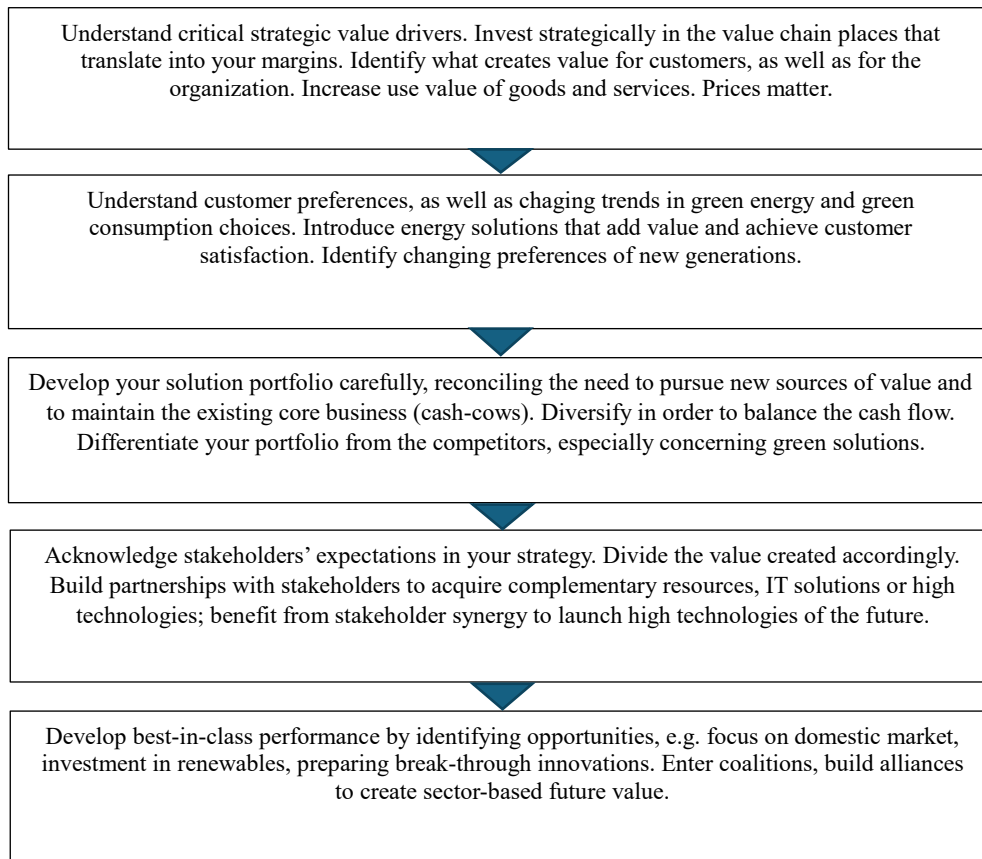 Understand critical strategic value drivers. Invest strategically in the value chain places that
translate into your margins. Identify what creates value for customers, as well as for the
organization. Increase use value of goods and services. Prices matter.
Understand customer preferences, as well as chaging trends in green energy and green
consumption choices. Introduce energy solutions that add value and achieve customer
satisfaction. Identify changing preferences of new generations.
Develop your solution portfolio carefully, reconciling the need to pursue new sources of value and
to maintain the existing core business (cash-cows). Diversify in order to balance the cash flow.
Differentiate your portfolio from the competitors, especially concerning green solutions.
Acknowledge stakeholders’ expectations in your strategy. Divide the value created accordingly.
Build partnerships with stakeholders to acquire complementary resources, IT solutions or high
technologies; benefit from stakeholder synergy to launch high technologies of the future.
Develop best-in-class performance by identifying opportunities, e.g. focus on domestic market,
investment in renewables, preparing break-through innovations. Enter coalitions, build alliances
to create sector-based future value.